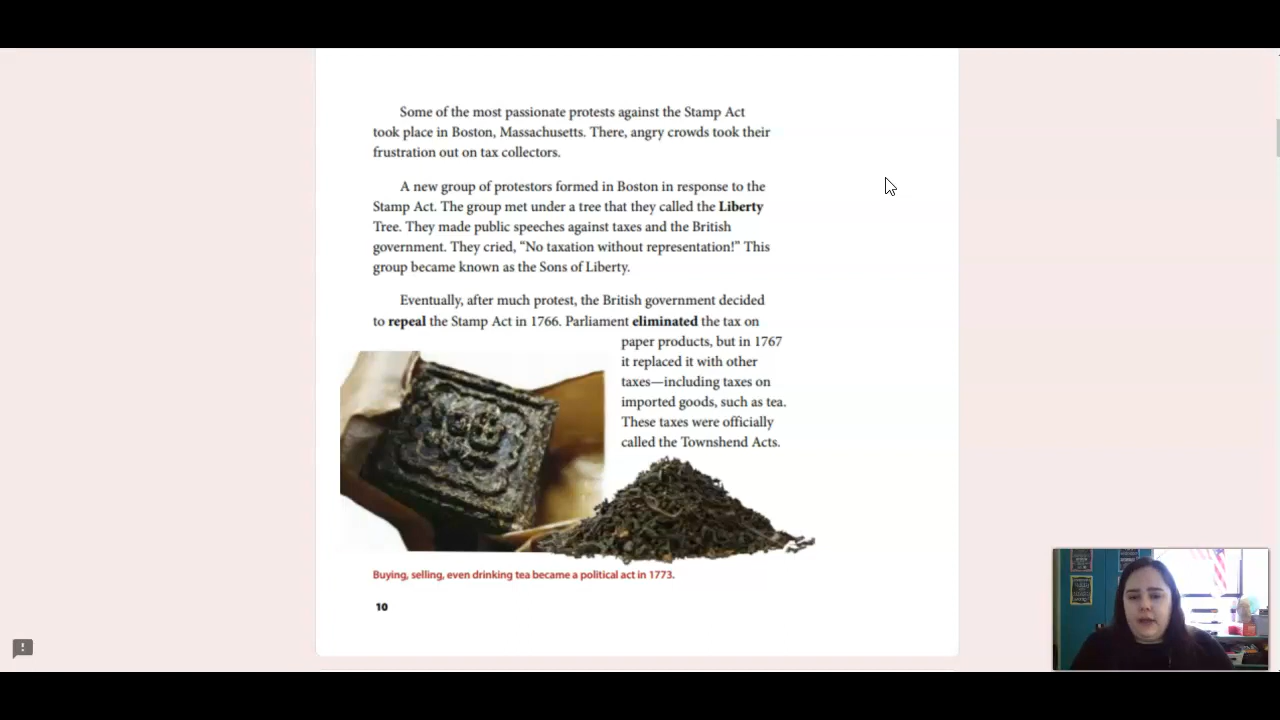 Some of the most passionate protests against the Stamp Act
took place in Boston, Massachusetts. There, angry crowds took their
frustration out on tax collectors.
A new group of protestors formed in Boston in response to the
Stamp Act. The group met under a tree that they called the Liberty
Tree. They made public speeches against taxes and the British
government. They cried, “No taxation without representation!” This
group became known as the Sons of Liberty.
Eventually, after much protest, the British government decided
to repeal the Stamp Act in 1766. Parliament eliminated the tax on
paper products, but in 1767
it replaced it with other
taxes—including taxes on
imported goods, such as tea.
These taxes were officially
called the Townshend Acts.
Buying, selling, even drinking tea became a political act in 1773.
10